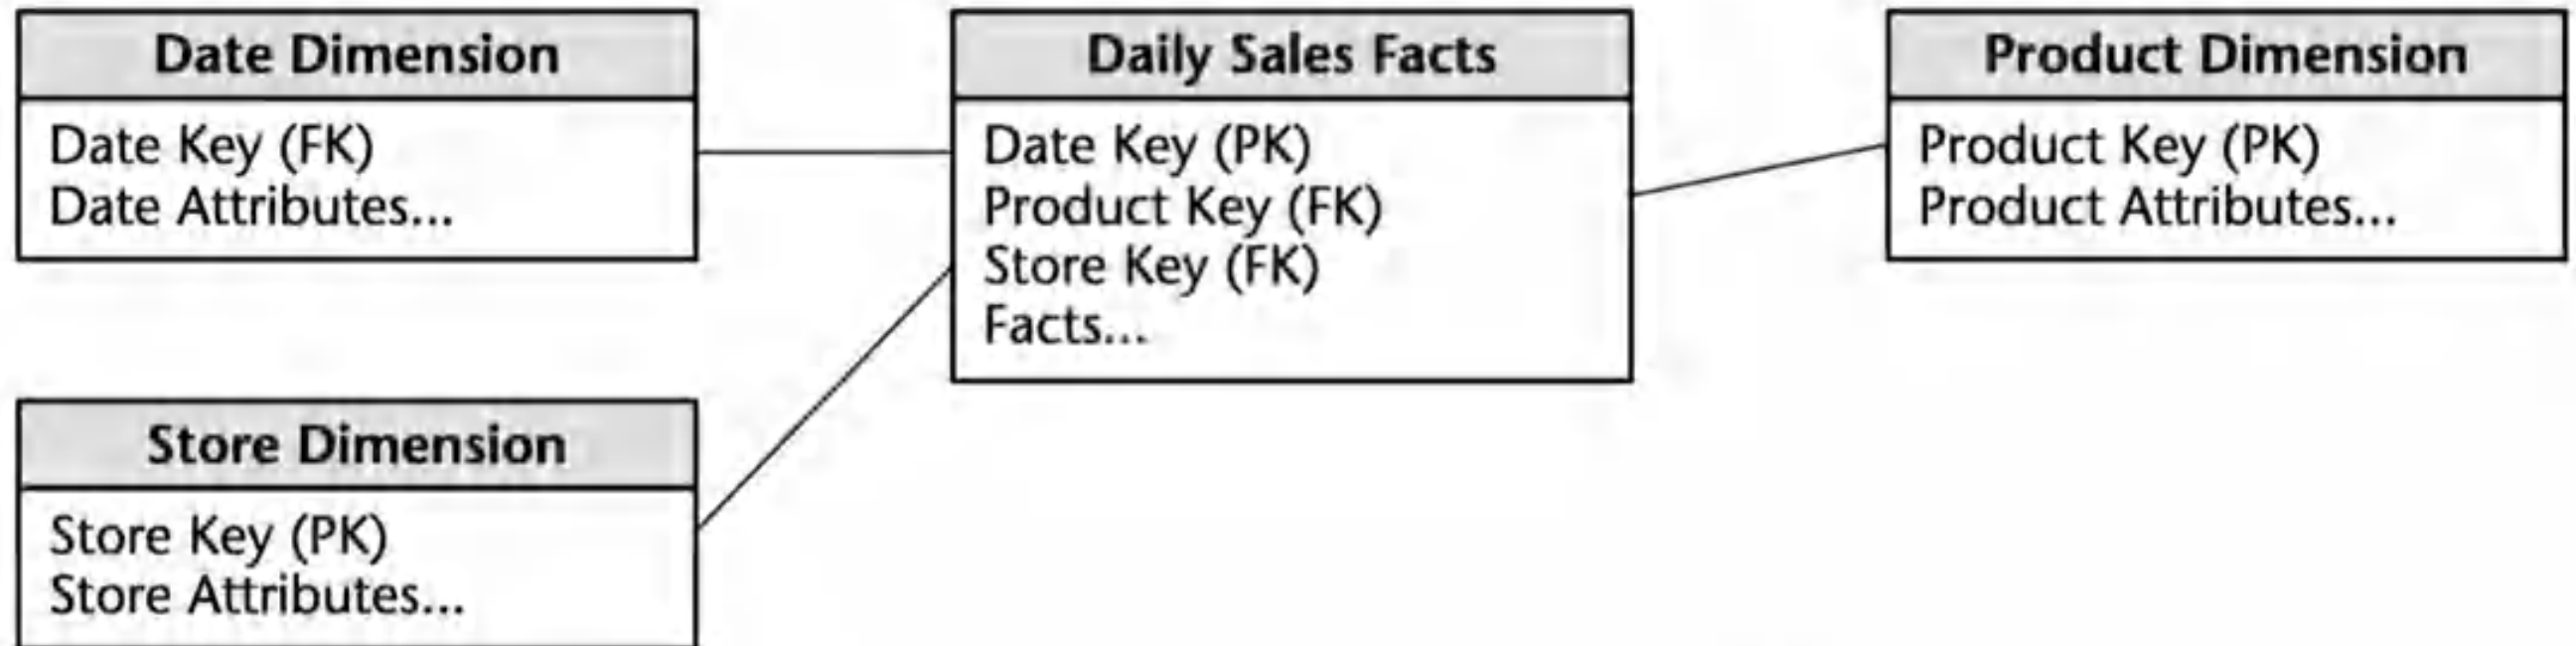 Date Dimension
Date Key (FK)
Date Attributes...
Daily Sales Facts
Date Key (PK)
Product Key (FK)
Store Key (FK)
Facts...
Product Dimension
Product Key (PK)
Product Attributes...
Store Dimension
Store Key (PK)
Store Attributes...